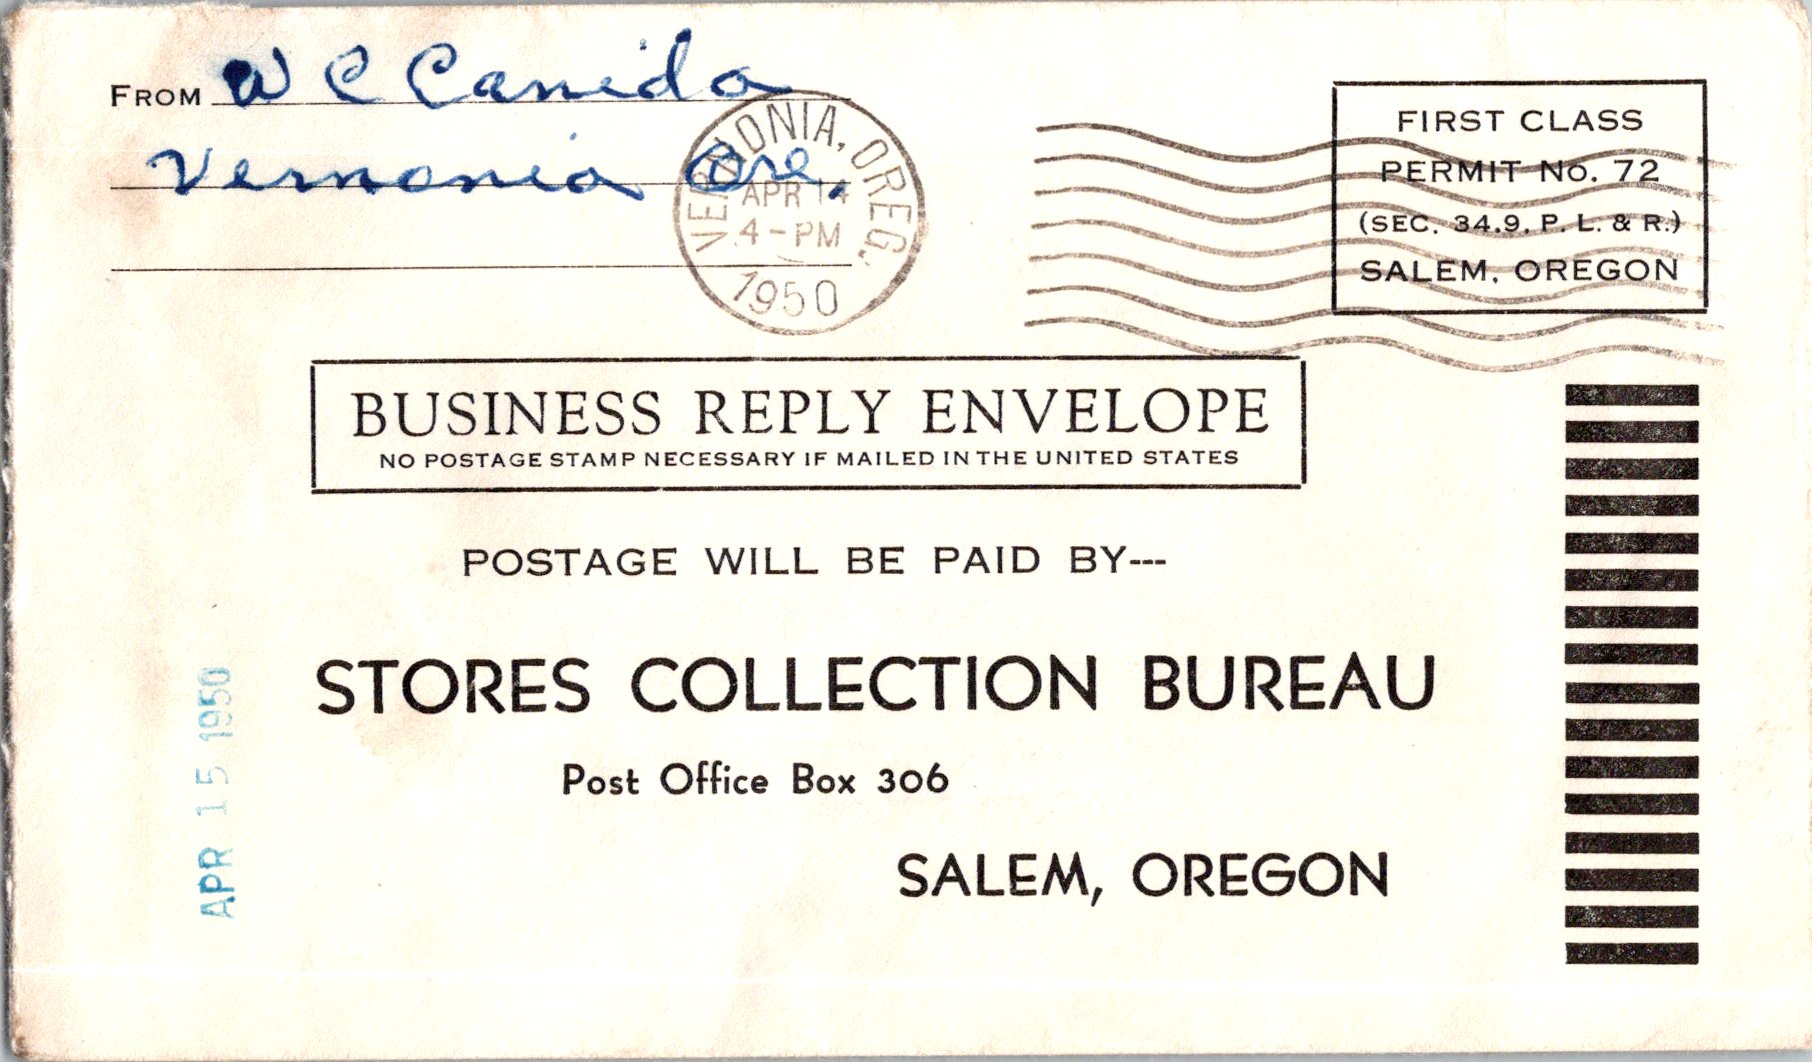 FROM W C Canida
Vernonia Ore.
VERNONIA, OREG.
APR 14
4-PM
1950
FIRST CLASS
PERMIT No. 72
(SEC. 34.9, P. L. & R.)
SALEM, OREGON
BUSINESS REPLY ENVELOPE
NO POSTAGE STAMP NECESSARY IF MAILED IN THE UNITED STATES
POSTAGE WILL BE PAID BY---
STORES COLLECTION BUREAU
Post Office Box 306
SALEM, OREGON
APR 15 1950